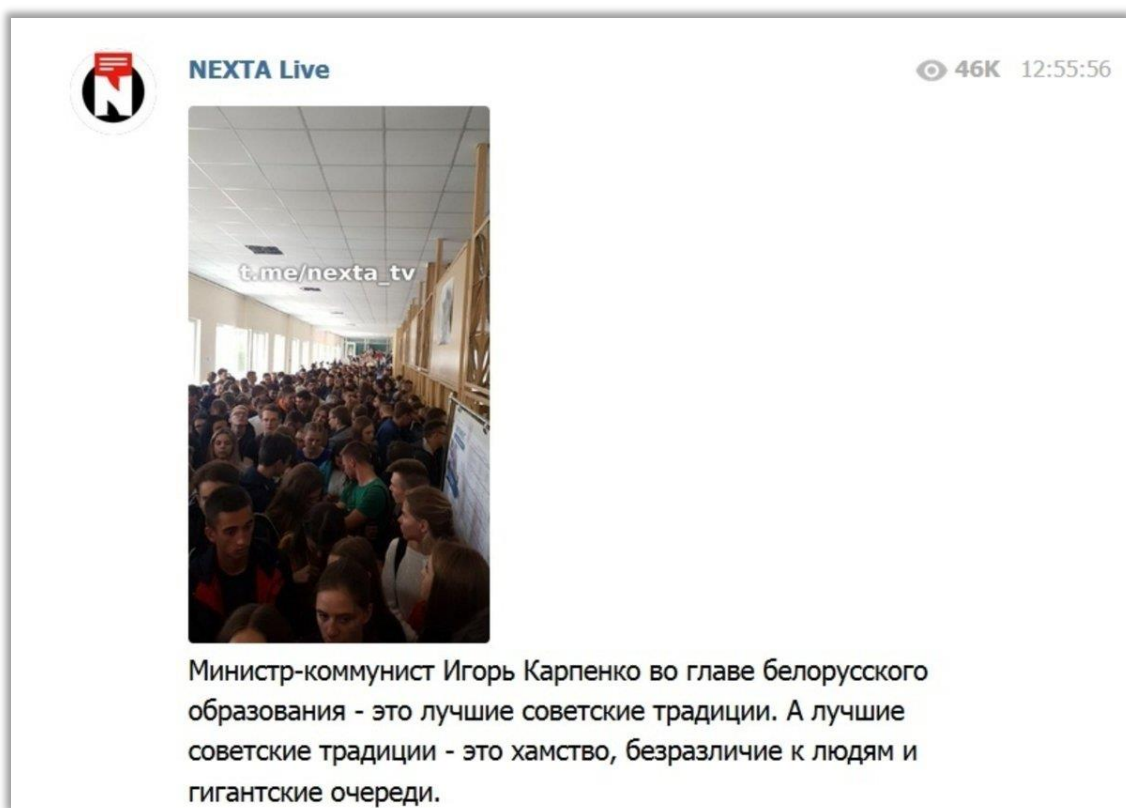 NEXTA Live
46K 12:55:56
t.me/nexta_tv
Министр-коммунист Игорь Карпенко во главе белорусского
образования - это лучшие советские традиции. А лучшие
советские традиции - это хамство, безразличие к людям и
гигантские очереди.